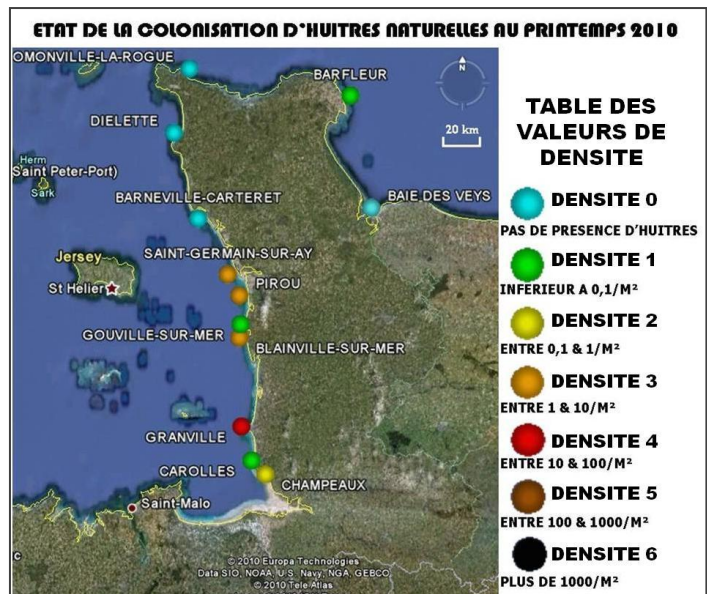 ETAT DE LA COLONISATION D'HUITRES NATURELLES AU PRINTEMPS 2010
OMONVILLE-LA-ROGUE
BARFLEUR
N
20 km
DIELETTE
Herm
Saint Peter-Port)
Sark
BARNEVILLE-CARTERET
BAIE DES VEYS
SAINT-GERMAIN-SUR-AY
Jersey
St Helier
PIROU
GOUVILLE-SUR-MER
BLAINVILLE-SUR-MER
GRANVILLE
CAROLLES
CHAMPEAUX
Saint-Malo
c
© 2010 Europa Technologies
Data SIO, NOAA, U.S. Navy, NGA, GEBCO
© 2010 Tele Atlas
TABLE DES
VALEURS DE
DENSITE
DENSITE 0
PAS DE PRESENCE D'HUITRES
DENSITE 1
INFERIEUR A 0,1/M²
DENSITE 2
ENTRE 0,1 & 1/M²
DENSITE 3
ENTRE 1 & 10/M²
DENSITE 4
ENTRE 10 & 100/M²
DENSITE 5
ENTRE 100 & 1000/M²
DENSITE 6
PLUS DE 1000/M²